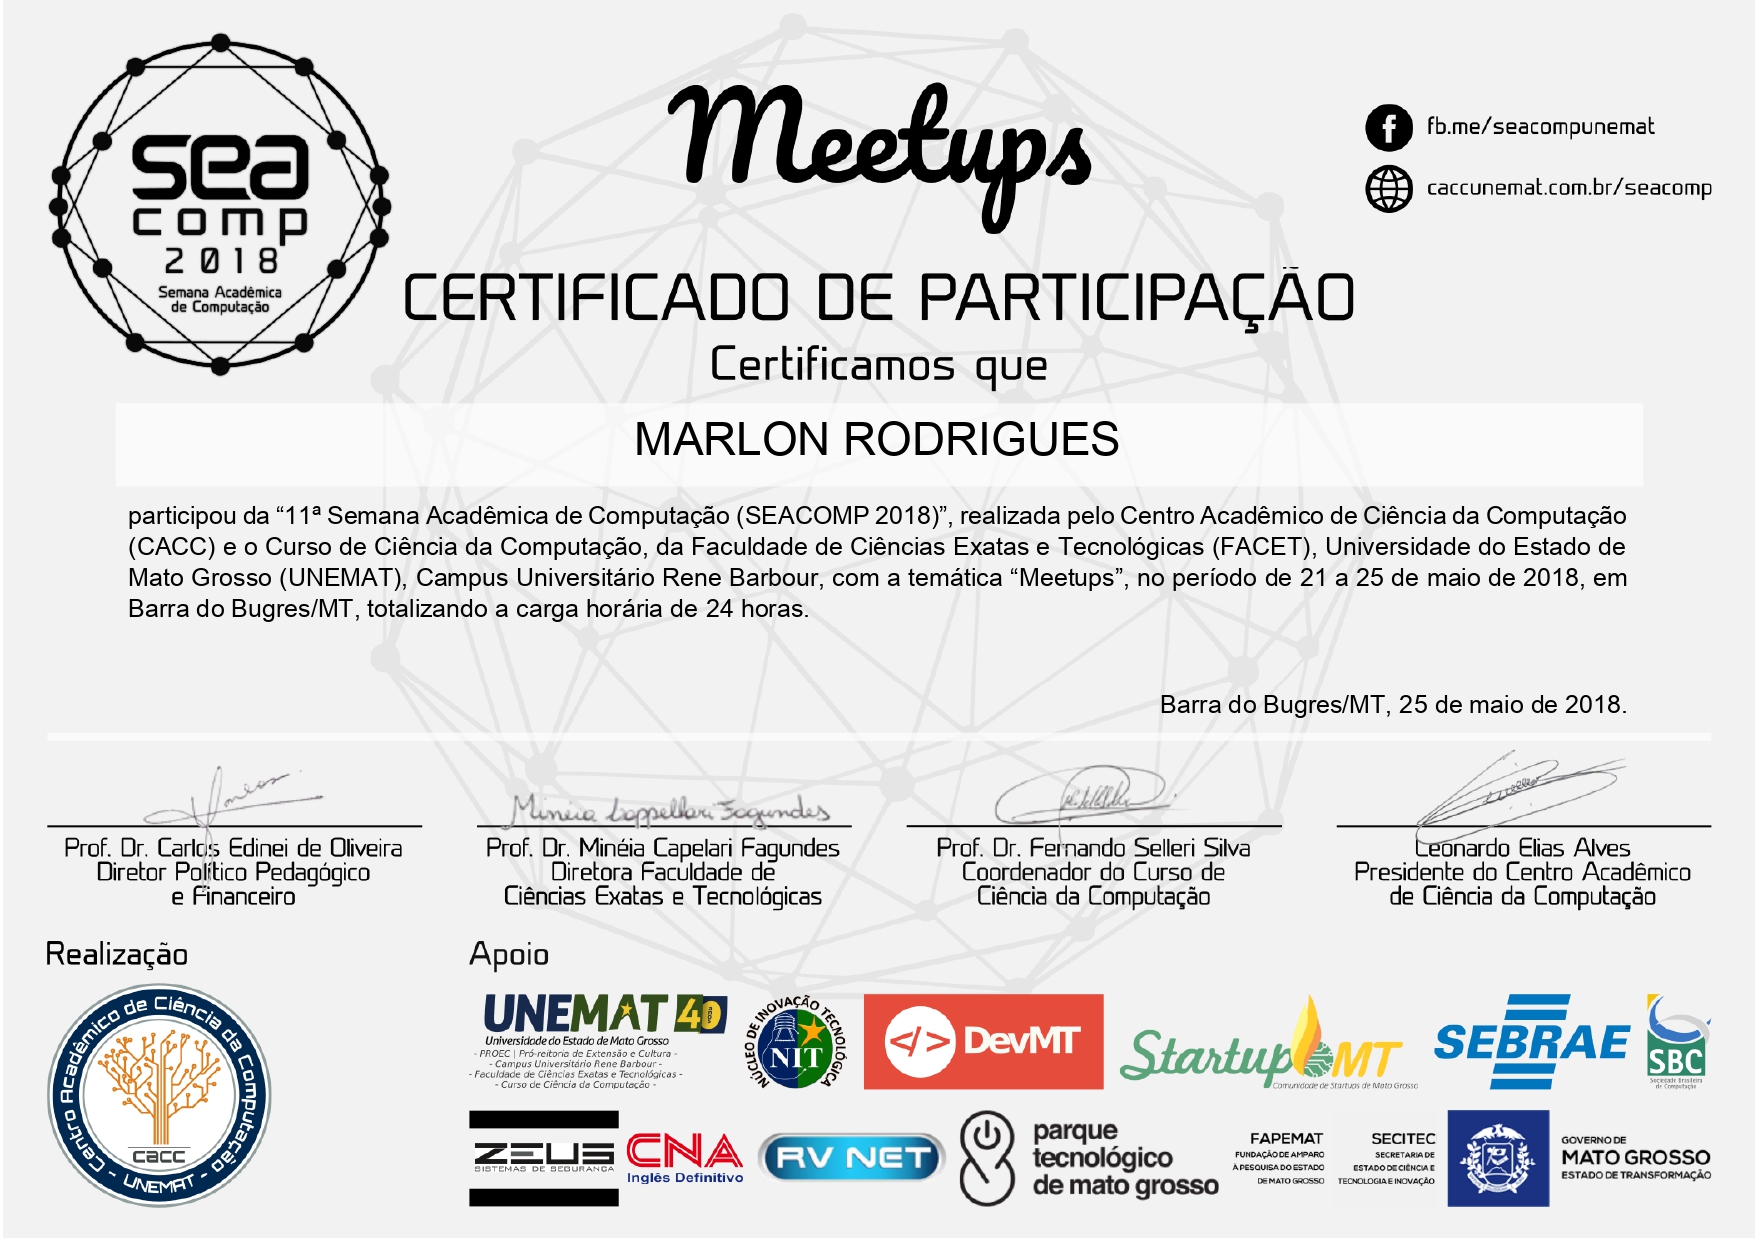 sea
comp
2018
Semana Acadêmica
de Computação
Meetups
fb.me/seacompunemat
caccunemat.com.br/seacomp
CERTIFICADO DE PARTICIPAÇÃO
Certificamos que
MARLON RODRIGUES
participou da “11ª Semana Acadêmica de Computação (SEACOMP 2018)”, realizada pelo Centro Acadêmico de Ciência da Computação
(CACC) e o Curso de Ciência da Computação, da Faculdade de Ciências Exatas e Tecnológicas (FACET), Universidade do Estado de
Mato Grosso (UNEMAT), Campus Universitário Rene Barbour, com a temática “Meetups”, no período de 21 a 25 de maio de 2018, em
Barra do Bugres/MT, totalizando a carga horária de 24 horas.
Barra do Bugres/MT, 25 de maio de 2018.
Minéia Cappellari Fagundes
Prof. Dr. Carlos Edinei de Oliveira
Diretor Político Pedagógico
e Financeiro
Prof. Dr. Minéia Capelari Fagundes
Diretora Faculdade de
Ciências Exatas e Tecnológicas
Prof. Dr. Fernando Selleri Silva
Coordenador do Curso de
Ciência da Computação
Leonardo Elias Alves
Presidente do Centro Acadêmico
de Ciência da Computação
Realização
Centro Acadêmico de Ciência da Computação
cacc
- UNEMAT -
Apoio
UNEMAT 40
Universidade do Estado de Mato Grosso
- PROEC | Pró-reitoria de Extensão e Cultura -
- Campus Universitário Rene Barbour -
- Faculdade de Ciências Exatas e Tecnológicas -
- Curso de Ciência da Computação -
NÚCLEO DE INOVAÇÃO TECNOLÓGICA
NIT
</> DevMT
Startup MT
Comunidade de Startups de Mato Grosso
SEBRAE
SBC
Sociedade Brasileira
de Computação
ZEUS
SISTEMAS DE SEGURANÇA
CNA
Inglês Definitivo
RV NET
parque
tecnológico
de mato grosso
FAPEMAT
FUNDAÇÃO DE AMPARO
À PESQUISA DO ESTADO
DE MATO GROSSO
SECITEC
SECRETARIA DE
ESTADO DE CIÊNCIA E
TECNOLOGIA E INOVAÇÃO
GOVERNO DE
MATO GROSSO
ESTADO DE TRANSFORMAÇÃO